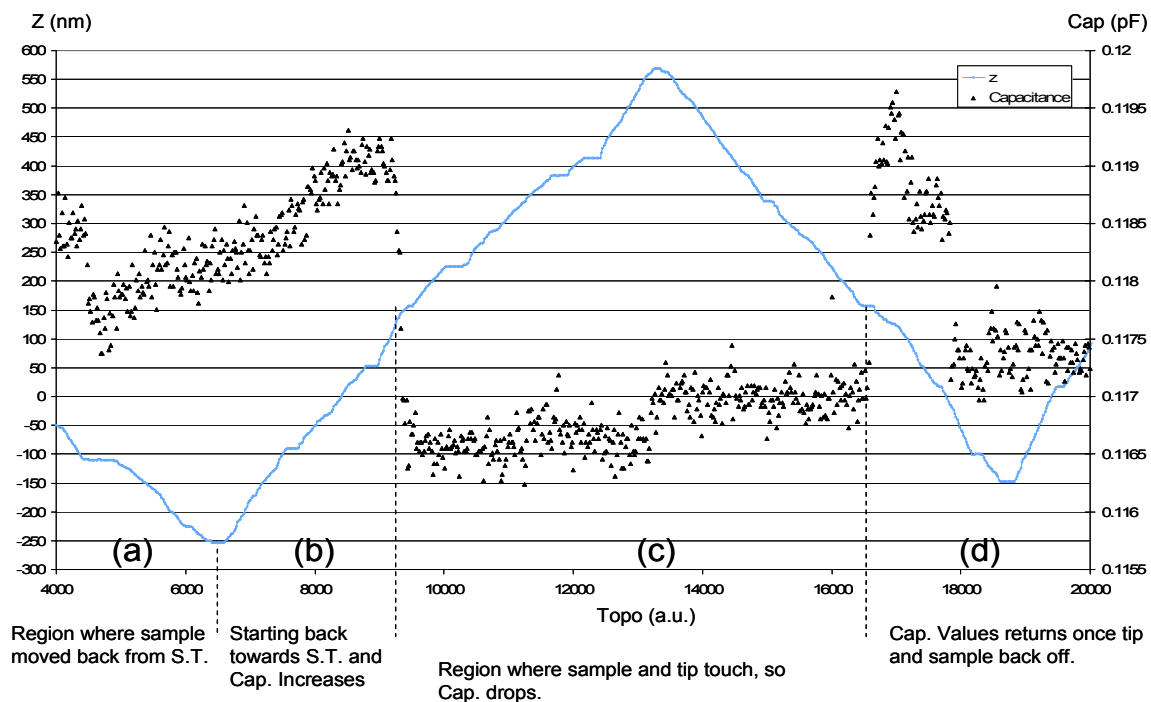 Z (nm)
Cap (pF)
600
550
500
450
400
350
300
250
200
150
100
50
0
-50
-100
-150
-200
-250
-300
0.12
0.1195
0.119
0.1185
0.118
0.1175
0.117
0.1165
0.116
0.1155
z
Capacitance
(a)
(b)
(c)
(d)
4000
6000
8000
10000
12000
14000
16000
18000
20000
Topo (a.u.)
Region where sample
moved back from S.T.
Starting back
towards S.T. and
Cap. Increases
Region where sample and tip touch, so
Cap. drops.
Cap. Values returns once tip
and sample back off.